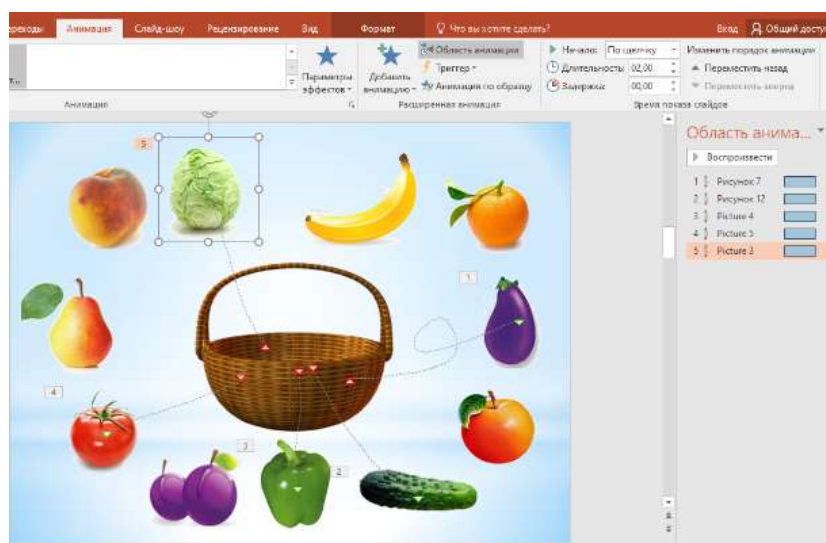 ереходы Анимация Слайд-шоу Рецензирование Вид Формат Что вы хотите сделать? Вход Общий досту
Область анимации
Триггер
Анимация по образцу
Параметры эффектов
Добавить анимацию
Начало: По щелчку
Длительность: 02,00
Задержка: 00,00
Изменить порядок анимации
Переместить назад
Переместить вперед
Анимация Расширенная анимация Время показа слайдов
Область анима...
Воспроизвести
1 Рисунок 7
2 Рисунок 12
3 Picture 4
4 Picture 5
5 Picture 3
5
1
4
3
2